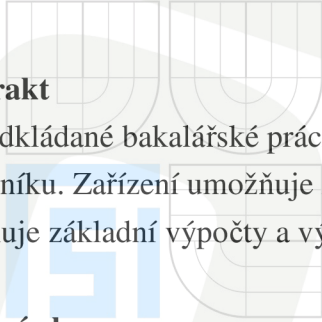 rakt
dkládané bakalářské prác
níku. Zařízení umožňuje
uje základní výpočty a vý